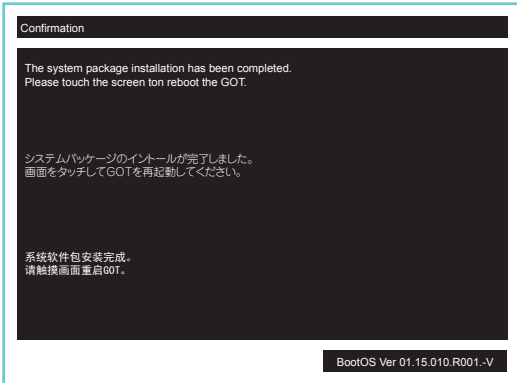 Confirmation
The system package installation has been completed.
Please touch the screen ton reboot the GOT.
システムパッケージのイントールが完了しました。
画面をタッチしてGOTを再起動してください。
系统软件包安装完成。
请触摸画面重启GOT。
BootOS Ver 01.15.010.R001.-V